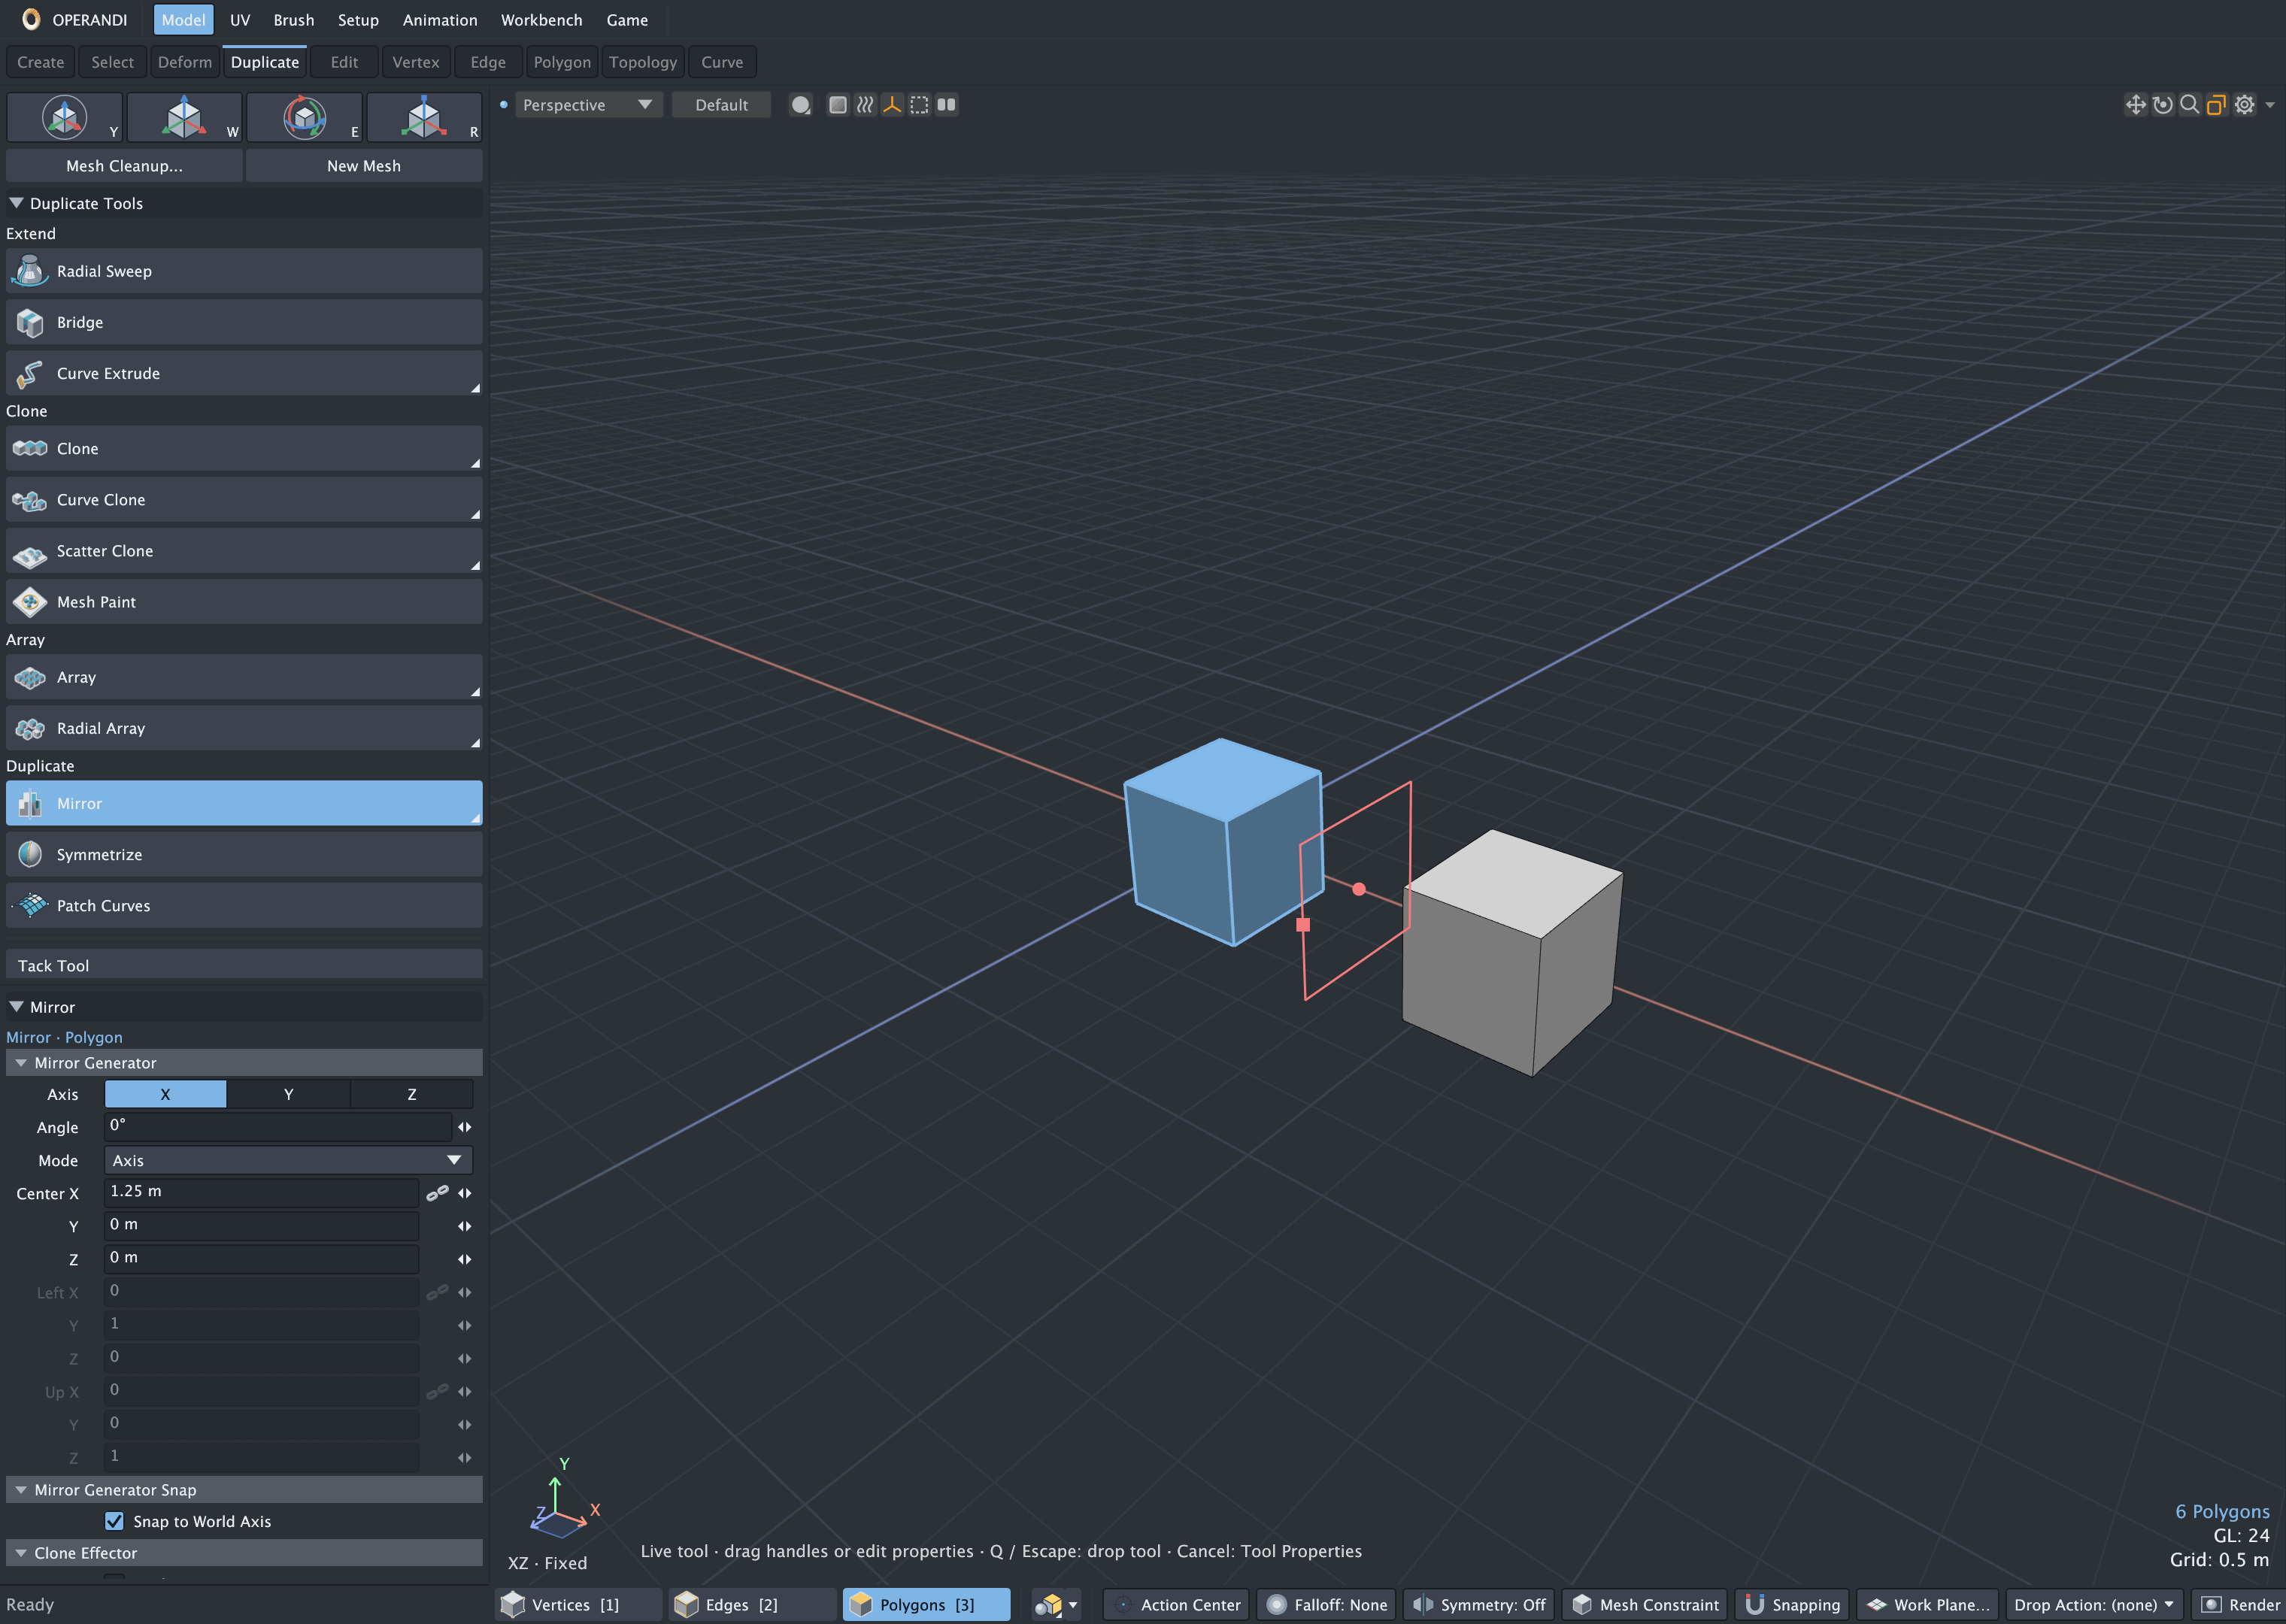 OPERANDI Model UV Brush Setup Animation Workbench Game
Create Select Deform Duplicate Edit Vertex Edge Polygon Topology Curve
Y W E R
Perspective Default
Mesh Cleanup... New Mesh
Duplicate Tools
Extend
Radial Sweep
Bridge
Curve Extrude
Clone
Clone
Curve Clone
Scatter Clone
Mesh Paint
Array
Array
Radial Array
Duplicate
Mirror
Symmetrize
Patch Curves
Tack Tool
Mirror
Mirror · Polygon
Mirror Generator
Axis X Y Z
Angle 0°
Mode Axis
Center X 1.25 m
Y 0 m
Z 0 m
Left X 0
Y 1
Z 0
Up X 0
Y 0
Z 1
Mirror Generator Snap
Snap to World Axis
Clone Effector
Y
Z X
XZ · Fixed
Live tool · drag handles or edit properties · Q / Escape: drop tool · Cancel: Tool Properties
6 Polygons
GL: 24
Grid: 0.5 m
Ready Vertices [1] Edges [2] Polygons [3] Action Center Falloff: None Symmetry: Off Mesh Constraint Snapping Work Plane... Drop Action: (none) Render